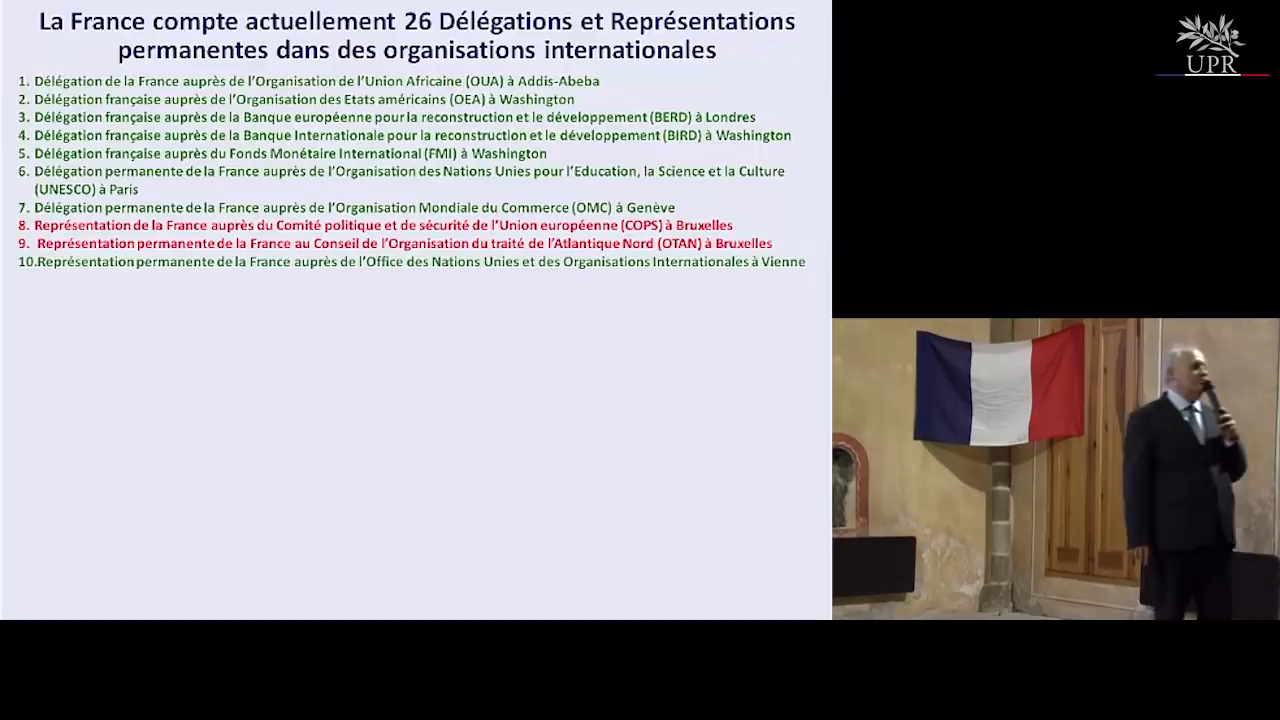 La France compte actuellement 26 Délégations et Représentations
permanentes dans des organisations internationales
1. Délégation de la France auprès de l'Organisation de l'Union Africaine (OUA) à Addis-Abeba
2. Délégation française auprès de l'Organisation des Etats américains (OEA) à Washington
3. Délégation française auprès de la Banque européenne pour la reconstruction et le développement (BERD) à Londres
4. Délégation française auprès de la Banque Internationale pour la reconstruction et le développement (BIRD) à Washington
5. Délégation française auprès du Fonds Monétaire International (FMI) à Washington
6. Délégation permanente de la France auprès de l'Organisation des Nations Unies pour l'Education, la Science et la Culture
(UNESCO) à Paris
7. Délégation permanente de la France auprès de l'Organisation Mondiale du Commerce (OMC) à Genève
8. Représentation de la France auprès du Comité politique et de sécurité de l'Union européenne (COPS) à Bruxelles
9. Représentation permanente de la France au Conseil de l'Organisation du traité de l'Atlantique Nord (OTAN) à Bruxelles
10.Représentation permanente de la France auprès de l'Office des Nations Unies et des Organisations Internationales à Vienne
UPR